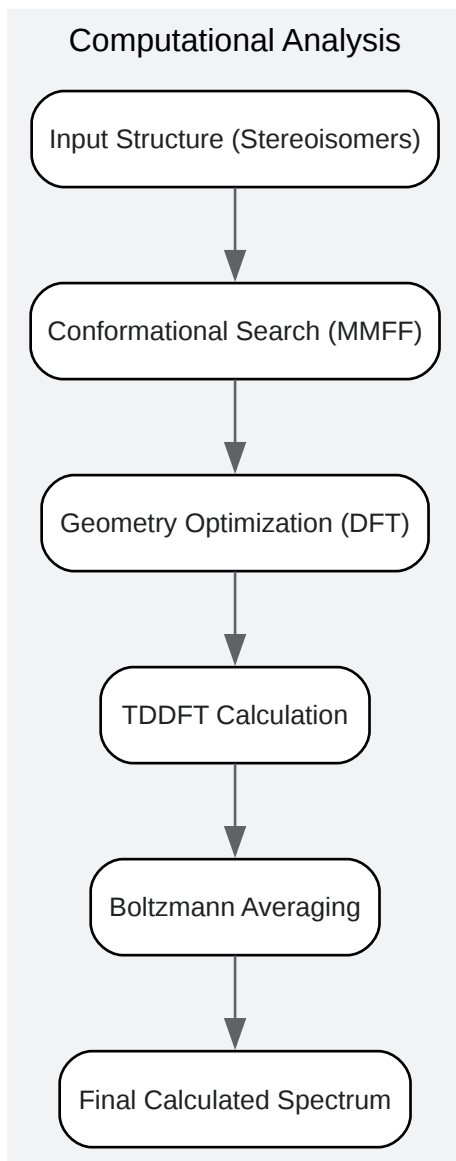 Computational Analysis
Input Structure (Stereoisomers)
Conformational Search (MMFF)
Geometry Optimization (DFT)
TDDFT Calculation
Boltzmann Averaging
Final Calculated Spectrum